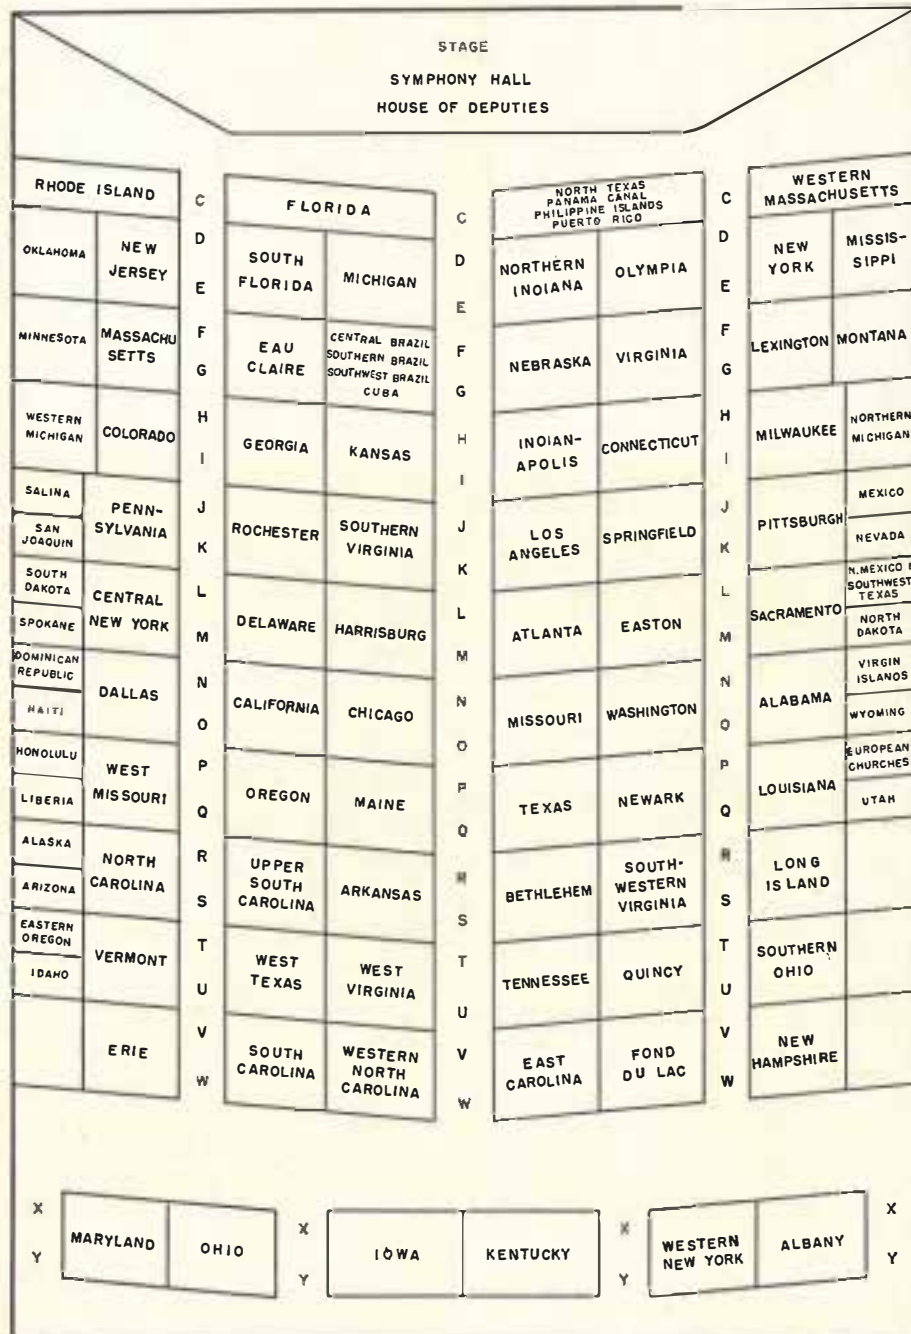 STAGE
SYMPHONY HALL
HOUSE OF DEPUTIES
RHODE ISLAND
OKLAHOMA
NEW
JERSEY
MINNESOTA
MASSACHU
SETTS
WESTERN
MICHIGAN
COLORADO
SALINA
SAN
JOAQUIN
PENN-
SYLVANIA
SOUTH
DAKOTA
SPOKANE
CENTRAL
NEW YORK
DOMINICAN
REPUBLIC
HAITI
DALLAS
HONOLULU
LIBERIA
WEST
MISSOURI
ALASKA
ARIZONA
NORTH
CAROLINA
EASTERN
OREGON
IDAHO
VERMONT
ERIE
C
D
E
F
G
H
I
J
K
L
M
N
O
P
Q
R
S
T
U
V
W
FLORIDA
SOUTH
FLORIDA
MICHIGAN
EAU
CLAIRE
CENTRAL BRAZIL
SOUTHERN BRAZIL
SOUTHWEST BRAZIL
CUBA
GEORGIA
KANSAS
ROCHESTER
SOUTHERN
VIRGINIA
DELAWARE
HARRISBURG
CALIFORNIA
CHICAGO
OREGON
MAINE
UPPER
SOUTH
CAROLINA
ARKANSAS
WEST
TEXAS
WEST
VIRGINIA
SOUTH
CAROLINA
WESTERN
NORTH
CAROLINA
C
D
E
F
G
H
I
J
K
L
M
N
O
P
Q
R
S
T
U
V
W
NORTH TEXAS
PANAMA CANAL
PHILIPPINE ISLANDS
PUERTO RICO
NORTHERN
INDIANA
OLYMPIA
NEBRASKA
VIRGINIA
INDIAN-
APOLIS
CONNECTICUT
LOS
ANGELES
SPRINGFIELD
ATLANTA
EASTON
MISSOURI
WASHINGTON
TEXAS
NEWARK
BETHLEHEM
SOUTH-
WESTERN
VIRGINIA
TENNESSEE
QUINCY
EAST
CAROLINA
FOND
DU LAC
C
D
E
F
G
H
I
J
K
L
M
N
O
P
Q
R
S
T
U
V
W
WESTERN
MASSACHUSETTS
NEW
YORK
MISSIS-
SIPPI
LEXINGTON
MONTANA
MILWAUKEE
NORTHERN
MICHIGAN
PITTSBURGH
MEXICO
NEVADA
SACRAMENTO
N. MEXICO
SOUTHWEST
TEXAS
NORTH
DAKOTA
ALABAMA
VIRGIN
ISLANDS
WYOMING
LOUISIANA
EUROPEAN
CHURCHES
UTAH
LONG
ISLAND
SOUTHERN
OHIO
NEW
HAMPSHIRE
X
Y
MARYLAND
OHIO
X
Y
IOWA
KENTUCKY
X
Y
WESTERN
NEW YORK
ALBANY
X
Y